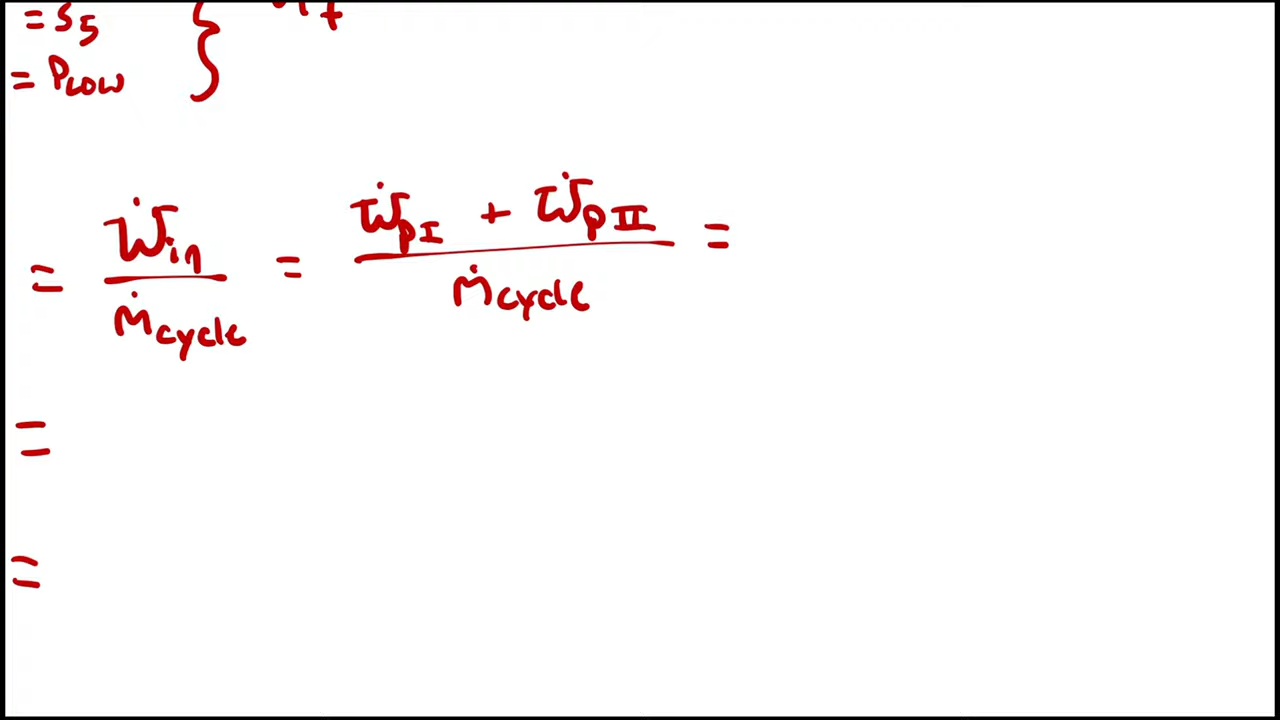 = s5 }
= PLOW
= Ẇin / ṁcycle = ẆpI + ẆpII / ṁcycle =
=
=